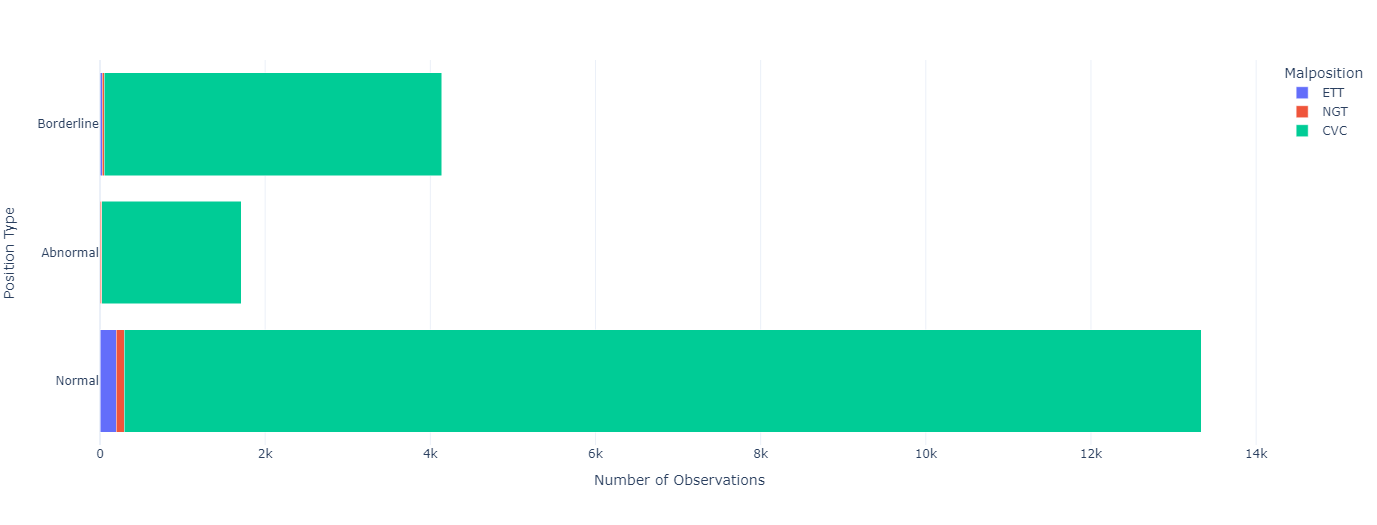 Malposition
ETT
NGT
CVC
Position Type
Borderline
Abnormal
Normal
0 2k 4k 6k 8k 10k 12k 14k
Number of Observations